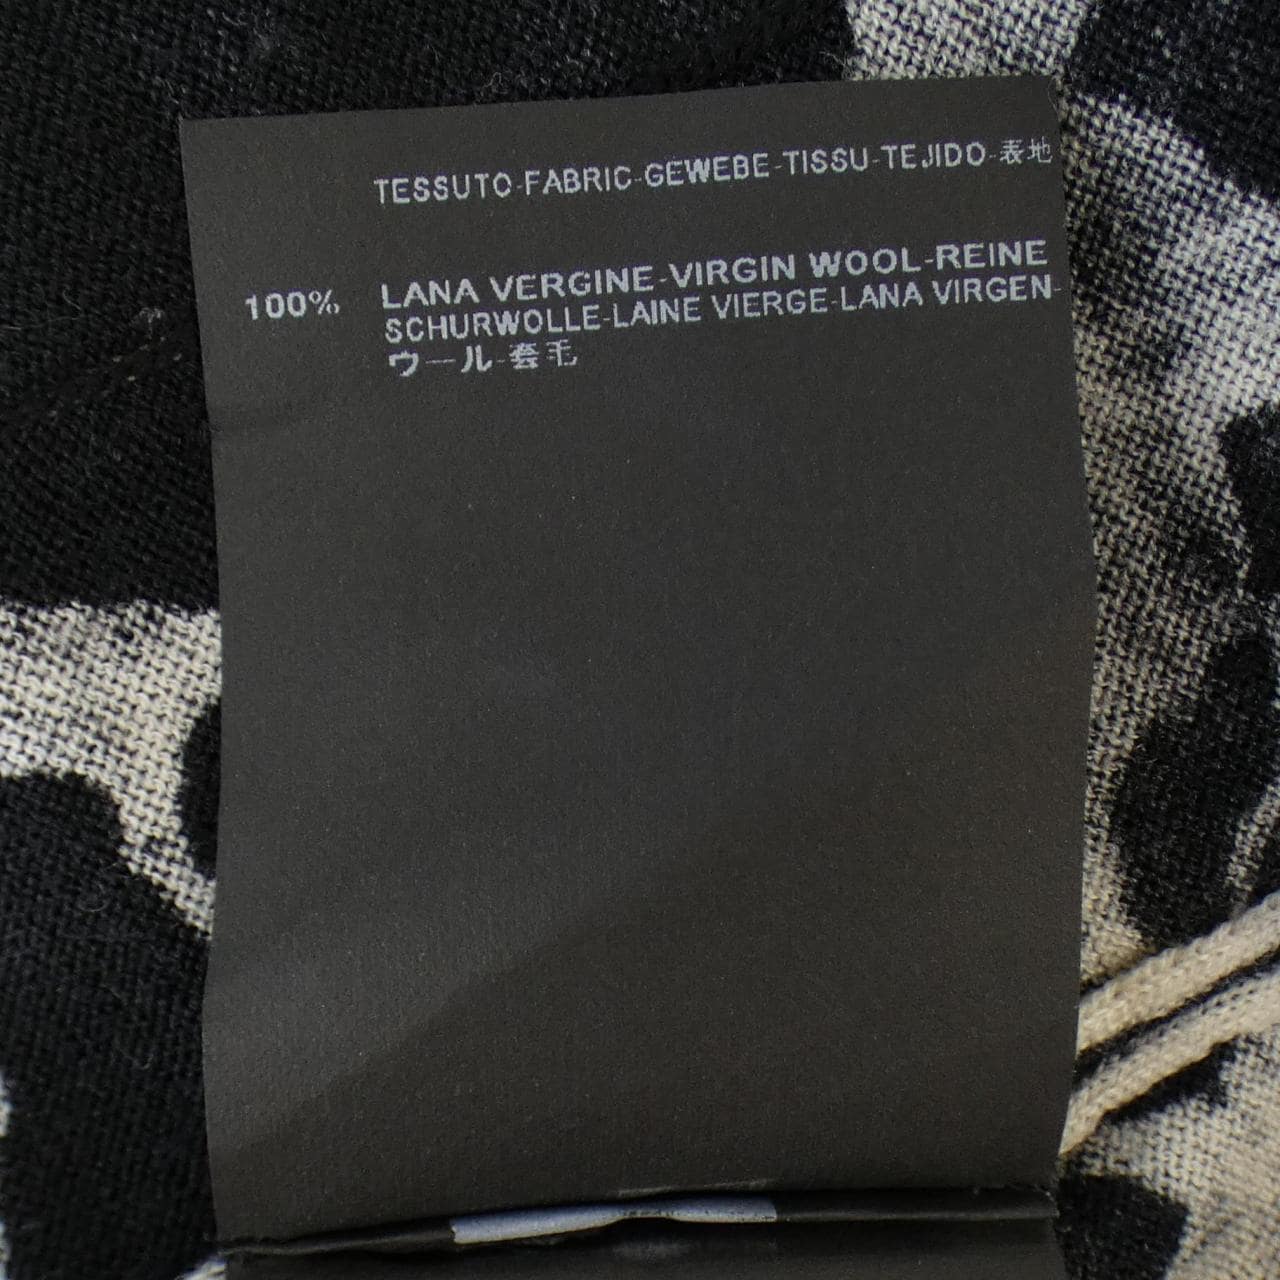 TESSUTO-FABRIC-GEWEBE-TISSU-TEJIDO-表地
100% LANA VERGINE-VIRGIN WOOL-REINE
SCHURWOLLE-LAINE VIERGE-LANA VIRGEN-
ウール-套毛